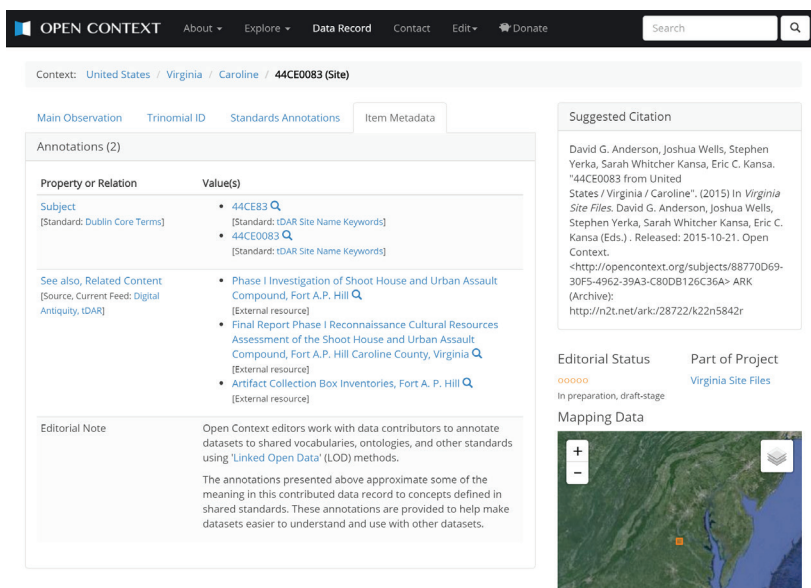 OPEN CONTEXT About Explore Data Record Contact Edit Donate Search
Context: United States / Virginia / Caroline / 44CE0083 (Site)
Main Observation Trinomial ID Standards Annotations Item Metadata
Annotations (2)
Property or Relation Value(s)
Subject
[Standard: Dublin Core Terms]
• 44CE83
[Standard: tDAR Site Name Keywords]
• 44CE0083
[Standard: tDAR Site Name Keywords]
See also, Related Content
[Source, Current Feed: Digital
Antiquity, tDAR]
• Phase I Investigation of Shoot House and Urban Assault
Compound, Fort A.P. Hill
[External resource]
• Final Report Phase I Reconnaissance Cultural Resources
Assessment of the Shoot House and Urban Assault
Compound, Fort A.P. Hill Caroline County, Virginia
[External resource]
• Artifact Collection Box Inventories, Fort A. P. Hill
[External resource]
Editorial Note
Open Context editors work with data contributors to annotate
datasets to shared vocabularies, ontologies, and other standards
using 'Linked Open Data' (LOD) methods.
The annotations presented above approximate some of the
meaning in this contributed data record to concepts defined in
shared standards. These annotations are provided to help make
datasets easier to understand and use with other datasets.
Suggested Citation
David G. Anderson, Joshua Wells, Stephen
Yerka, Sarah Whitcher Kansa, Eric C. Kansa.
"44CE0083 from United
States / Virginia / Caroline". (2015) In Virginia
Site Files. David G. Anderson, Joshua Wells,
Stephen Yerka, Sarah Whitcher Kansa, Eric C.
Kansa (Eds.) . Released: 2015-10-21. Open
Context.
<http://opencontext.org/subjects/88770D69-
30F5-4962-39A3-C80DB126C36A> ARK
(Archive):
http://n2t.net/ark:/28722/k22n5842r
Editorial Status Part of Project
Virginia Site Files
In preparation, draft-stage
Mapping Data
+
−